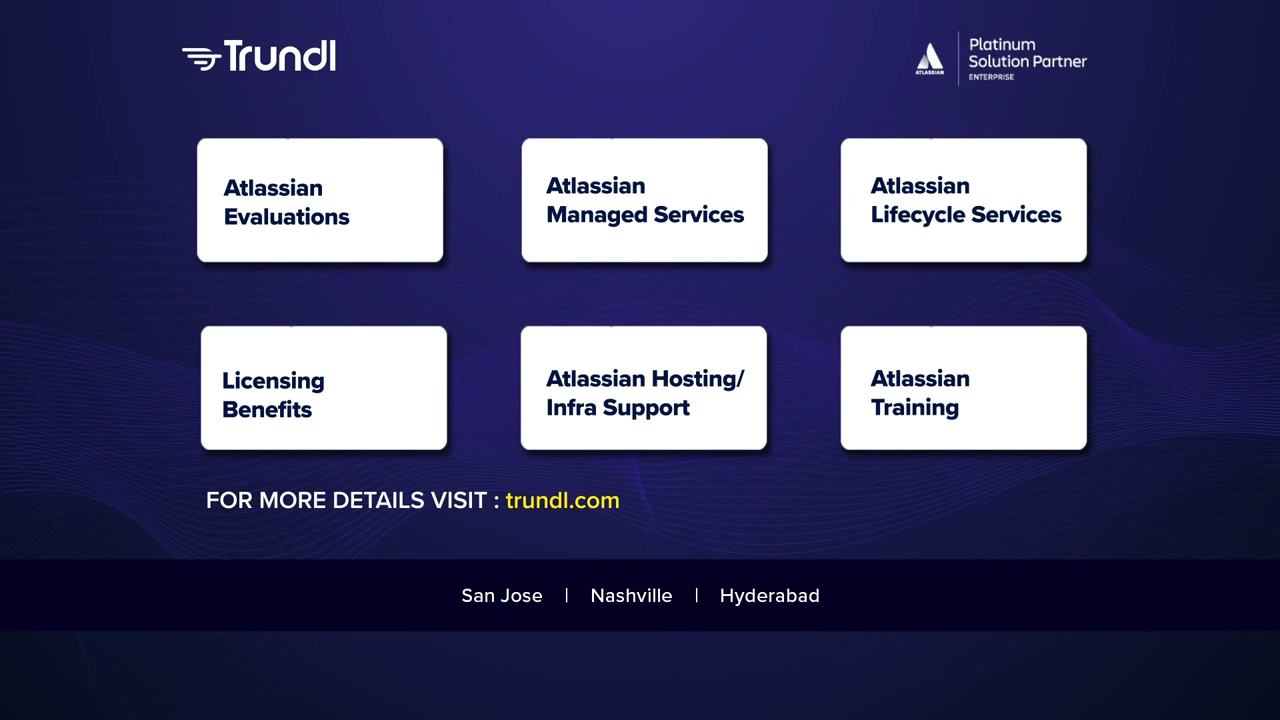 Trundl
ATLASSIAN
Platinum
Solution Partner
ENTERPRISE
Atlassian
Evaluations
Atlassian
Managed Services
Atlassian
Lifecycle Services
Licensing
Benefits
Atlassian Hosting/
Infra Support
Atlassian
Training
FOR MORE DETAILS VISIT : trundl.com
San Jose | Nashville | Hyderabad